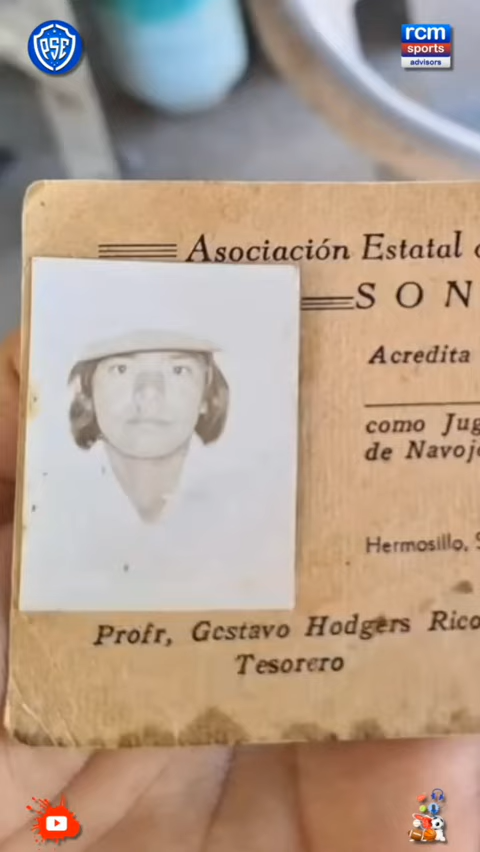 PSE
rcm
sports
advisors
Asociación Estatal
SON
Acredita
como Jug
de Navoj
Hermosillo, S
Profr, Gestavo Hodgers Rico
Tesorero